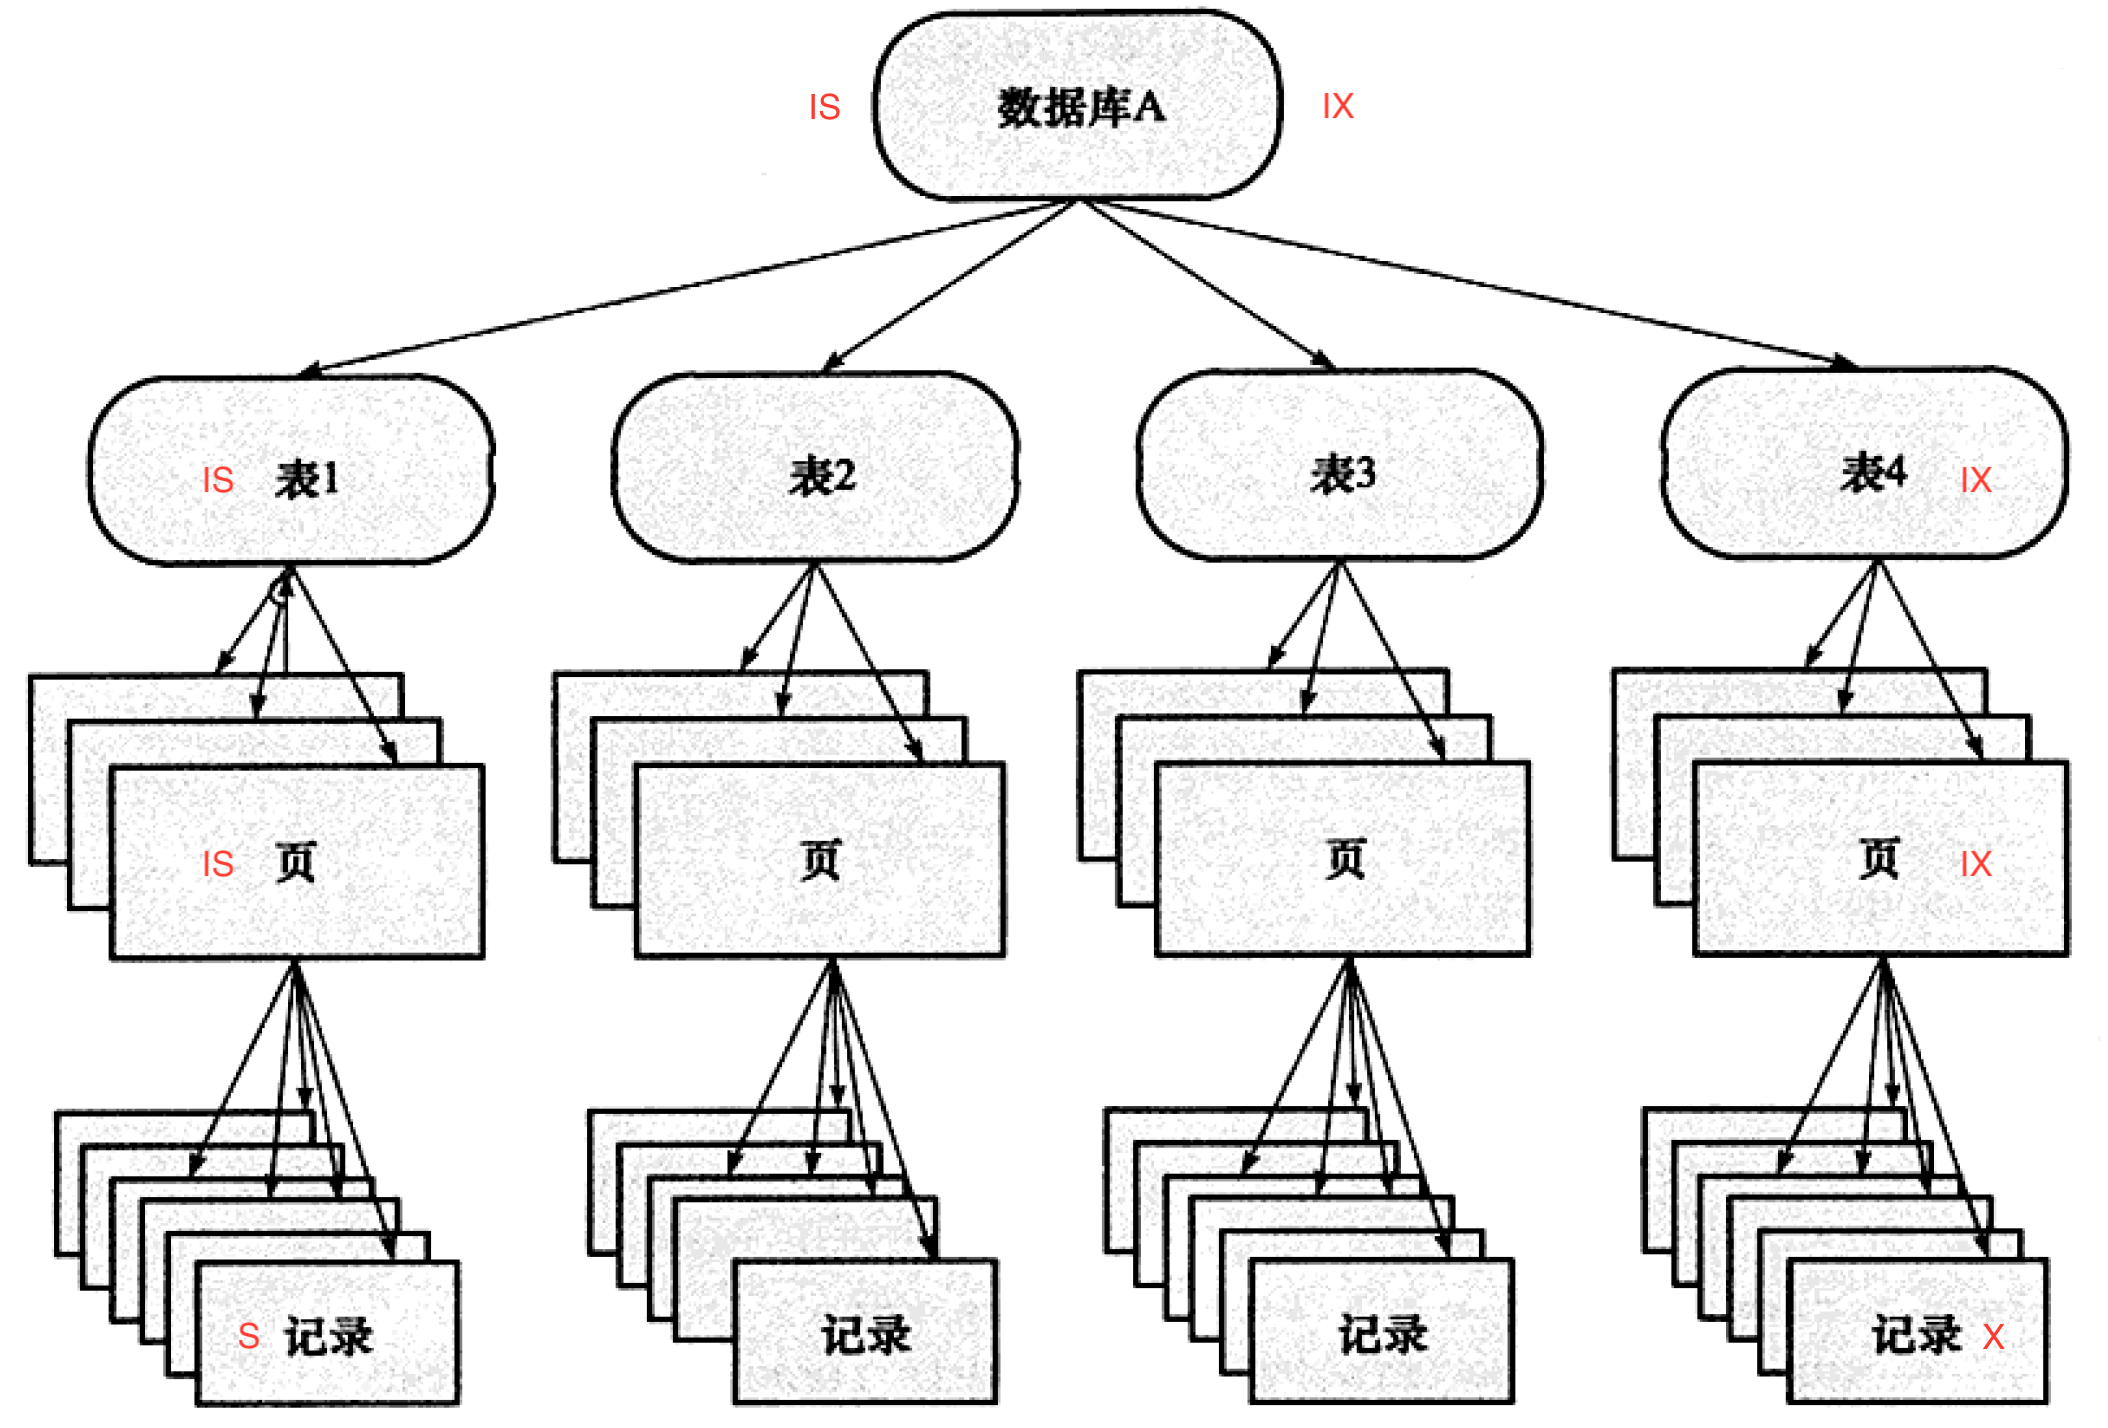 IS 数据库A IX
IS 表1
表2
表3
表4 IX
IS 页
页
页
页 IX
S 记录
记录
记录
记录 X